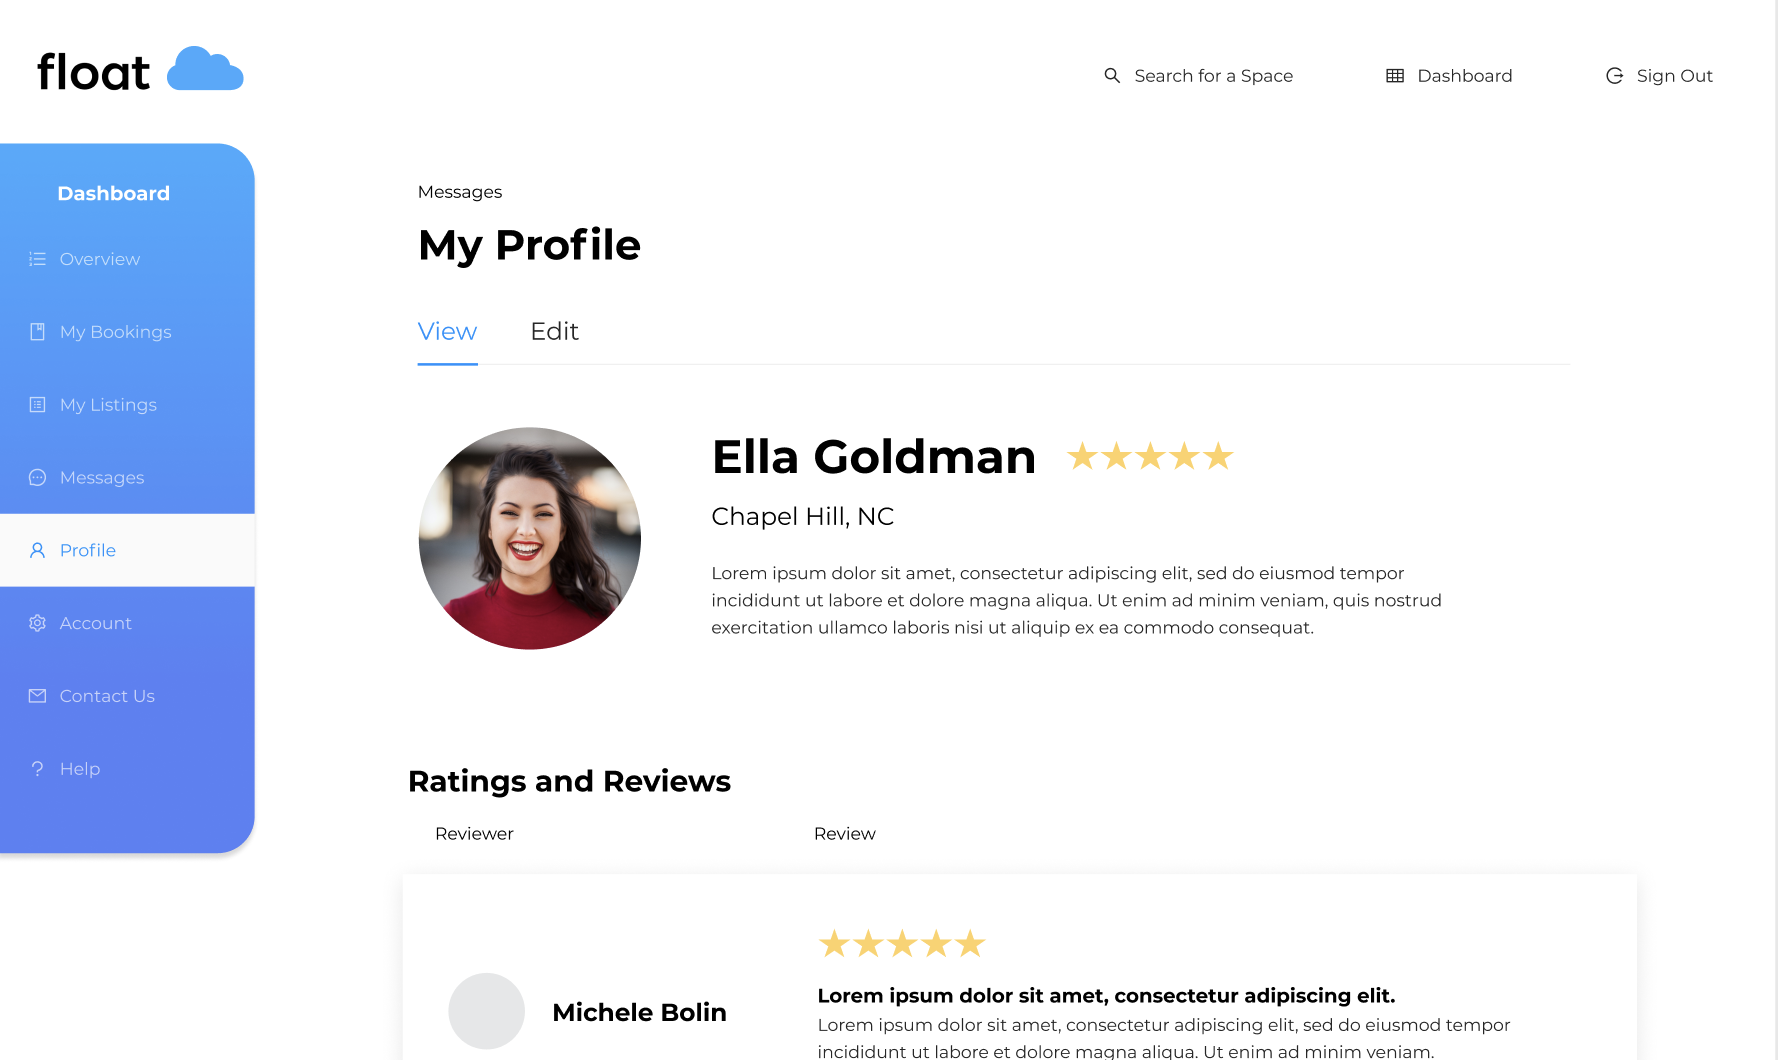 float
Search for a Space
Dashboard
Sign Out
Dashboard
Overview
My Bookings
My Listings
Messages
Profile
Account
Contact Us
Help
Messages
My Profile
View
Edit
Ella Goldman
Chapel Hill, NC
Lorem ipsum dolor sit amet, consectetur adipiscing elit, sed do eiusmod tempor
incididunt ut labore et dolore magna aliqua. Ut enim ad minim veniam, quis nostrud
exercitation ullamco laboris nisi ut aliquip ex ea commodo consequat.
Ratings and Reviews
Reviewer
Review
Michele Bolin
Lorem ipsum dolor sit amet, consectetur adipiscing elit.
Lorem ipsum dolor sit amet, consectetur adipiscing elit, sed do eiusmod tempor
incididunt ut labore et dolore magna aliqua. Ut enim ad minim veniam.